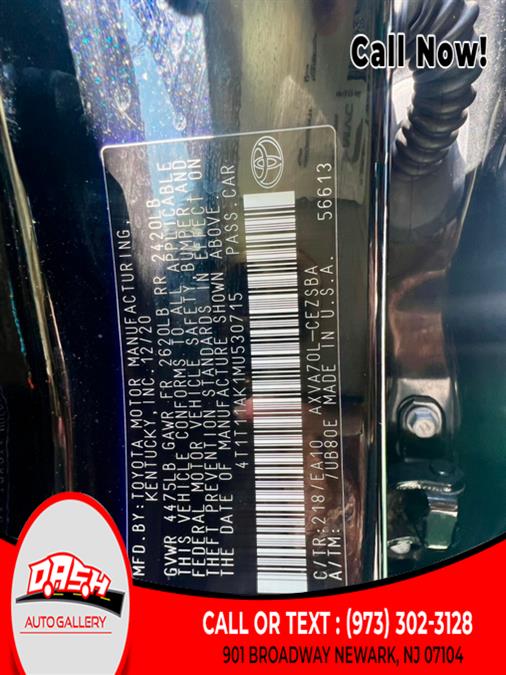 Call Now!
MFD.BY:TOYOTA MOTOR MANUFACTURING,
KENTUCKY, INC. 12/20
GVWR 4475LB GAWR FR 2620LB RR 2420LB
THIS VEHICLE CONFORMS TO ALL APPLICABLE
FEDERAL MOTOR VEHICLE SAFETY, BUMPER AND
THEFT PREVENTION STANDARDS IN EFFECT ON
THE DATE OF MANUFACTURE SHOWN ABOVE.
4T1T11AK1MU530715 PASS.CAR
C/TR:218/EA10 AXVA70L-CEZSBA 56613
A/TM: /UB80E MADE IN U.S.A.
DASH
AUTO GALLERY
CALL OR TEXT : (973) 302-3128
901 BROADWAY NEWARK, NJ 07104